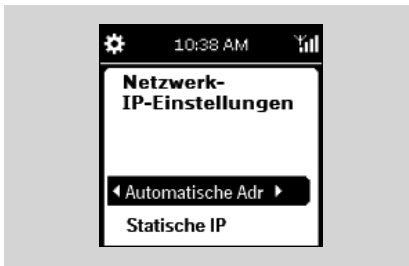 10:38 AM
Netzwerk-
IP-Einstellungen
Automatische Adr
Statische IP